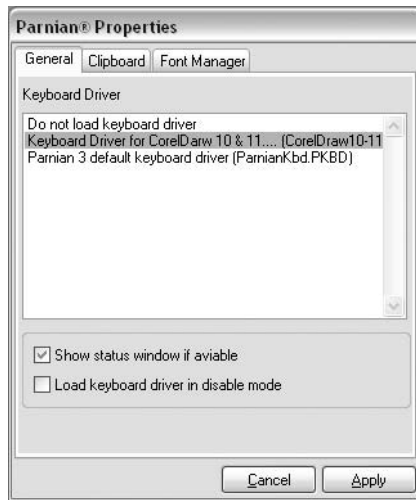 Parnian® Properties
General Clipboard Font Manager
Keyboard Driver
Do not load keyboard driver
Keyboard Driver for CorelDarw 10 & 11.... (CorelDraw10-11
Parnian 3 default keyboard driver (ParnianKbd.PKBD)
Show status window if aviable
Load keyboard driver in disable mode
Cancel Apply